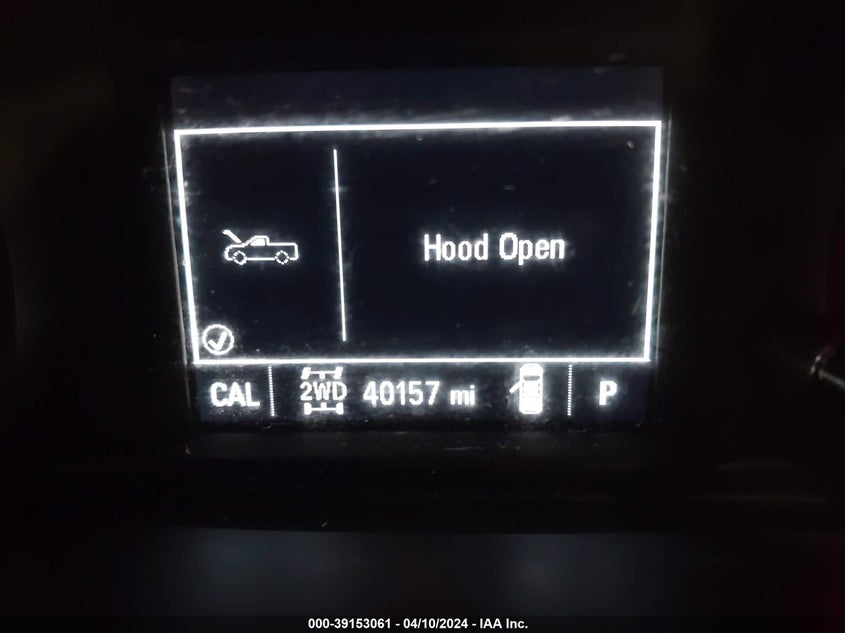 Hood Open
CAL 2WD 40157 mi P
000-39153061 - 04/10/2024 - IAA Inc.